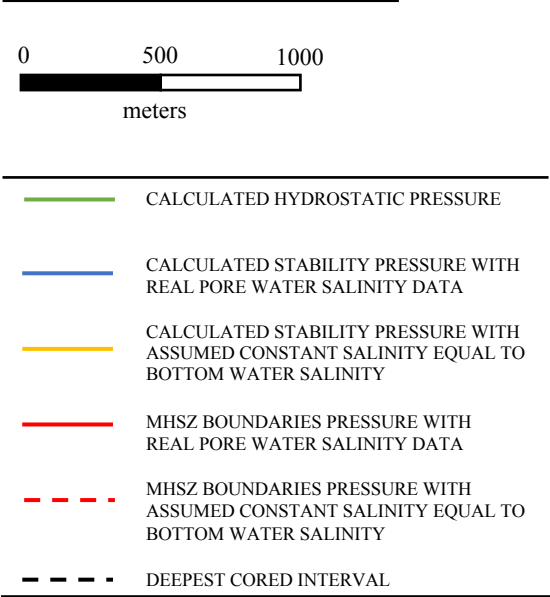 0 500 1000
meters
CALCULATED HYDROSTATIC PRESSURE
CALCULATED STABILITY PRESSURE WITH
REAL PORE WATER SALINITY DATA
CALCULATED STABILITY PRESSURE WITH
ASSUMED CONSTANT SALINITY EQUAL TO
BOTTOM WATER SALINITY
MHSZ BOUNDARIES PRESSURE WITH
REAL PORE WATER SALINITY DATA
MHSZ BOUNDARIES PRESSURE WITH
ASSUMED CONSTANT SALINITY EQUAL TO
BOTTOM WATER SALINITY
DEEPEST CORED INTERVAL